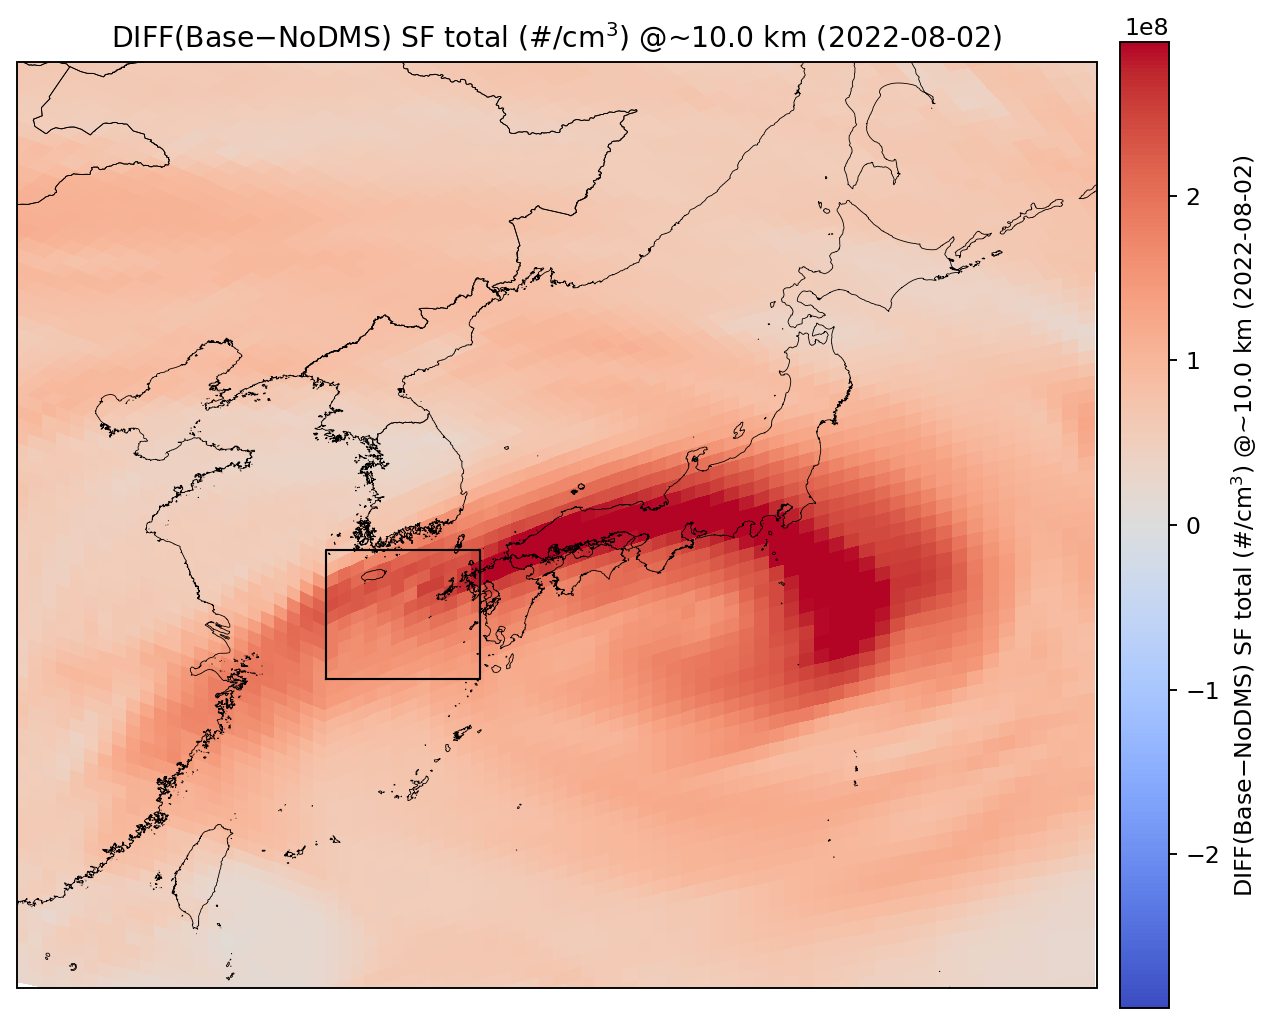 DIFF(Base−NoDMS) SF total (#/cm³) @~10.0 km (2022-08-02)
1e8
2
1
0
−1
−2
DIFF(Base−NoDMS) SF total (#/cm³) @~10.0 km (2022-08-02)